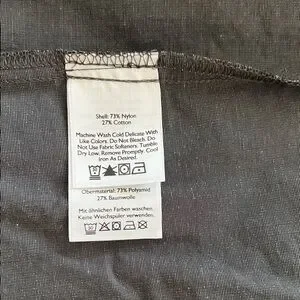 Shell: 73% Nylon
27% Cotton
Machine Wash Cold Delicate With
Like Colors. Do Not Bleach. Do
Not Use Fabric Softeners. Tumble
Dry Low. Remove Promptly. Cool
Iron As Desired.
Obermaterial: 73% Polyamid
27% Baumwolle
Mit ähnlichen Farben waschen.
Keine Weichspüler verwenden.
30